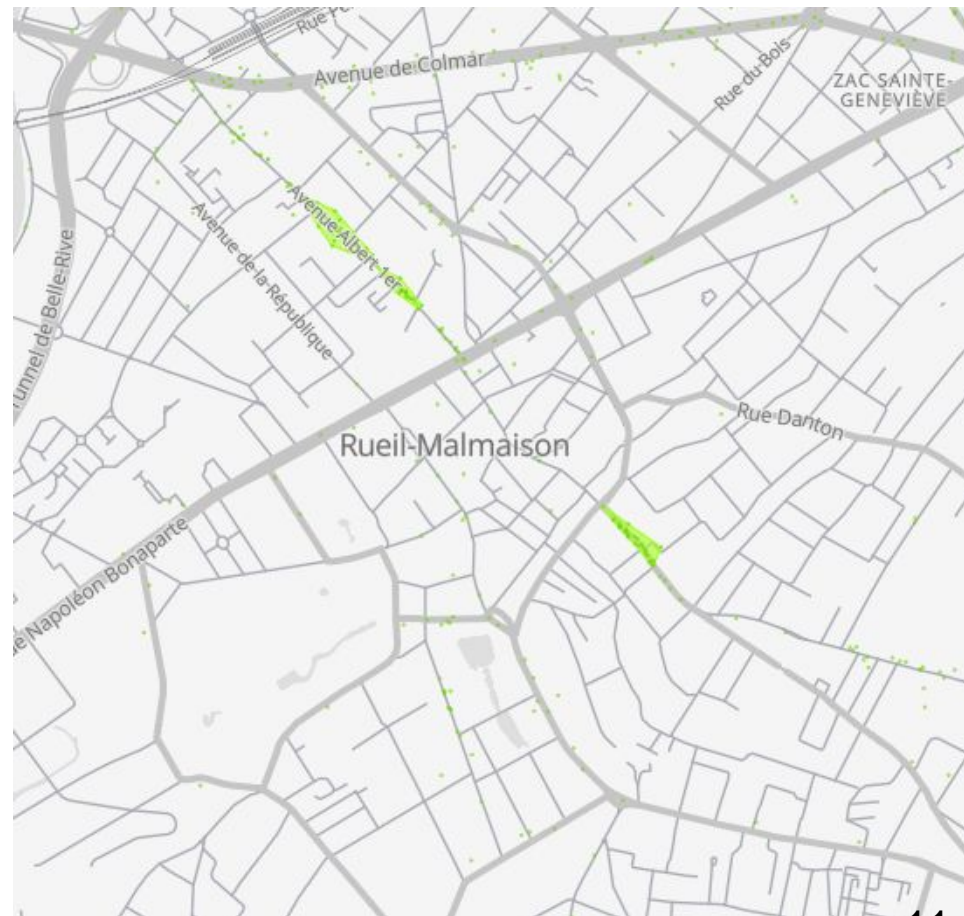 Avenue de Colmar
Rue du Bois
ZAC SAINTE-
GENEVIÈVE
Avenue Albert 1er
Avenue de la République
Tunnel de Belle-Rive
Rueil-Malmaison
Rue Danton
Napoléon Bonaparte